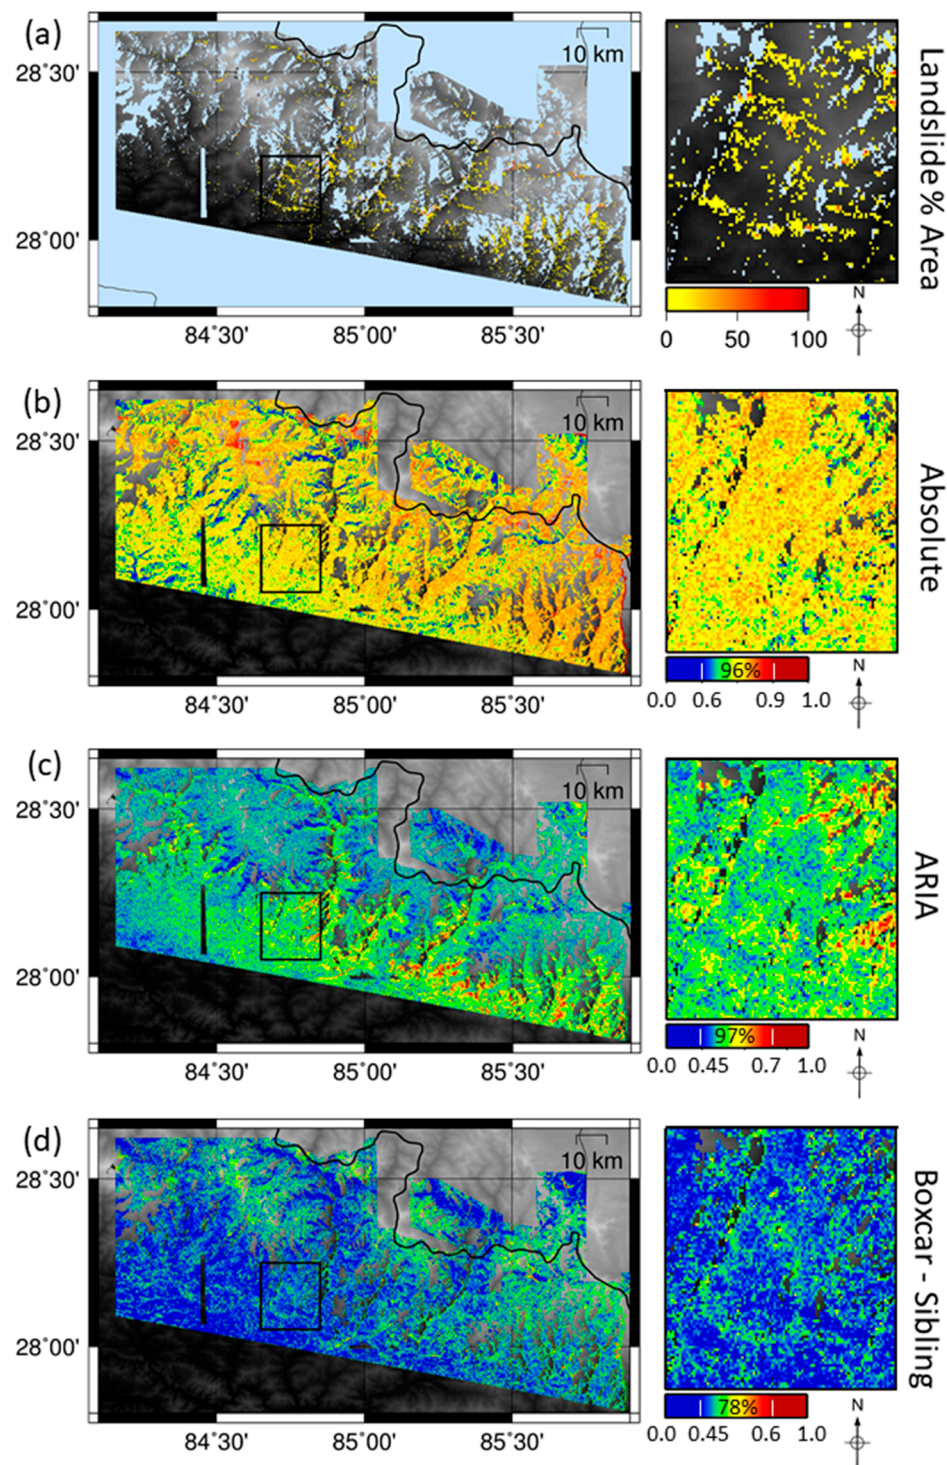 (a)
28°30'
28°00'
84°30'
85°00'
85°30'
10 km
0
50
100
N
Landslide % Area
(b)
28°30'
28°00'
84°30'
85°00'
85°30'
10 km
96%
0.0
0.6
0.9
1.0
N
Absolute
(c)
28°30'
28°00'
84°30'
85°00'
85°30'
10 km
97%
0.0
0.45
0.7
1.0
N
ARIA
(d)
28°30'
28°00'
84°30'
85°00'
85°30'
10 km
78%
0.0
0.45
0.6
1.0
N
Boxcar - Sibling